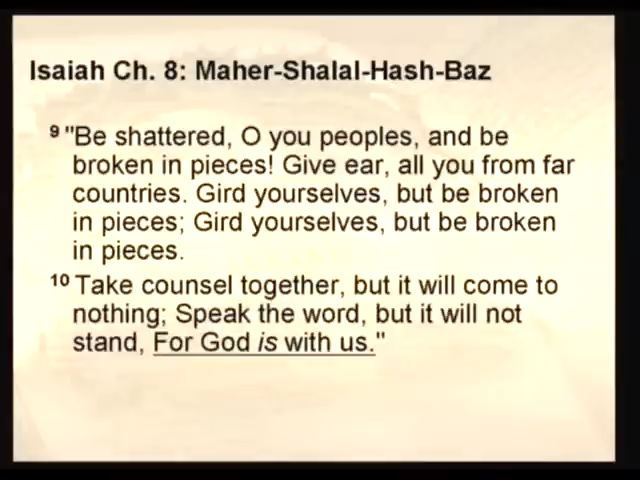 Isaiah Ch. 8: Maher-Shalal-Hash-Baz
9 "Be shattered, O you peoples, and be
broken in pieces! Give ear, all you from far
countries. Gird yourselves, but be broken
in pieces; Gird yourselves, but be broken
in pieces.
10 Take counsel together, but it will come to
nothing; Speak the word, but it will not
stand, For God is with us."